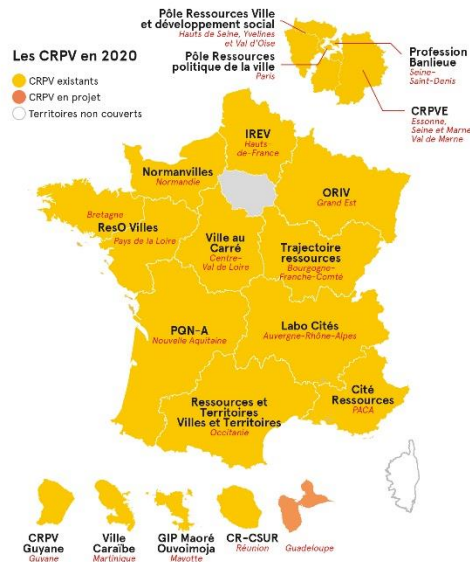 Pôle Ressources Ville
et développement social
Hauts de Seine, Yvelines
et Val d'Oise
Les CRPV en 2020
CRPV existants
CRPV en projet
Territoires non couverts
Pôle Ressources
politique de la ville
Paris
Profession
Banlieue
Seine-
Saint-Denis
CRPVE
Essonne,
Seine et Marne
Val de Marne
IREV
Hauts
de-France
Normanvilles
Normandie
ORIV
Grand Est
Bretagne
ResO Villes
Pays de la Loire
Ville au
Carré
Centre-
Val de Loire
Trajectoire
ressources
Bourgogne-
Franche-Comté
PQN-A
Nouvelle Aquitaine
Labo Cités
Auvergne-Rhône-Alpes
Cité
Ressources
PACA
Ressources et
Territoires
Villes et Territoires
Occitanie
CRPV
Guyane
Guyane
Ville
Caraïbe
Martinique
GIP Maoré
Ouvoimoja
Mayotte
CR-CSUR
Réunion
Guadeloupe